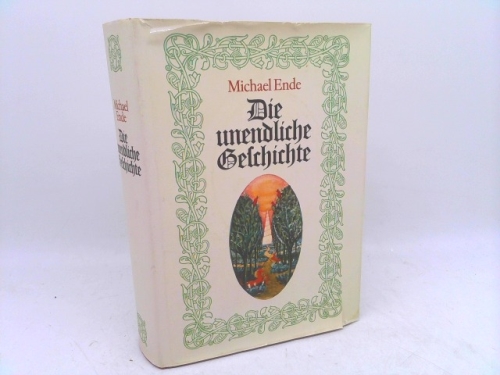 Michael Ende
Die
unendliche
Geschichte
Michael
Ende
Die
unendliche
Geschichte